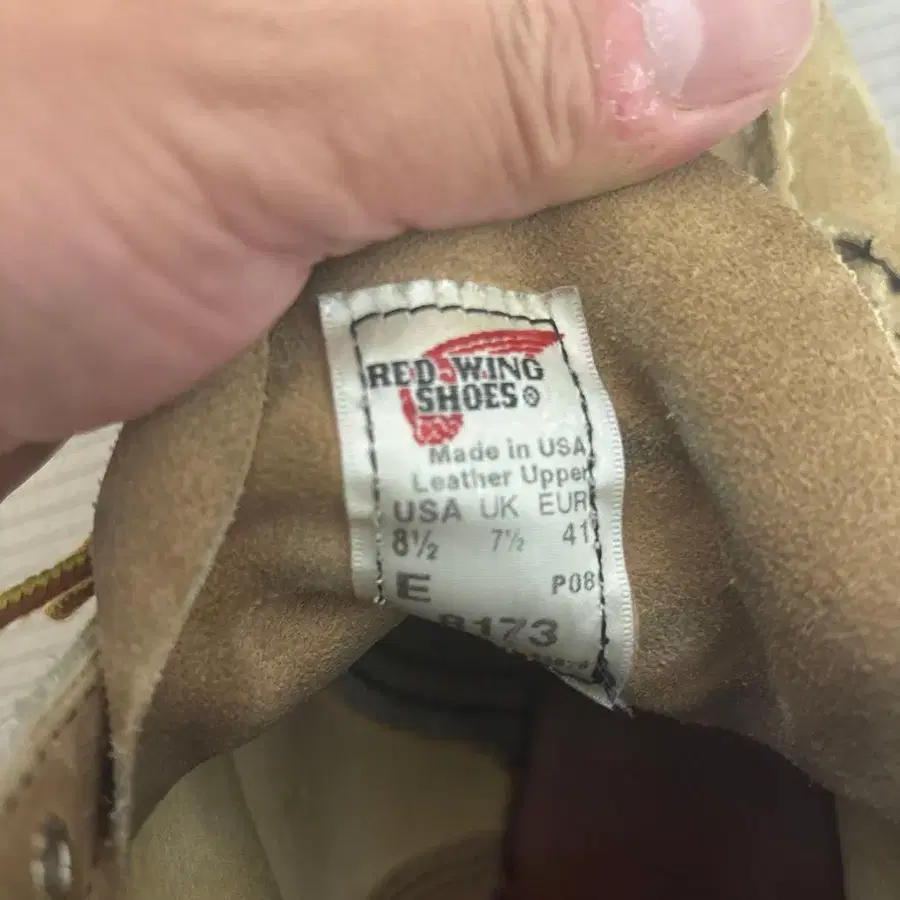 RED WING
SHOES®
Made in USA
Leather Upper
USA UK EUR
8½ 7½ 41
E P08
8173